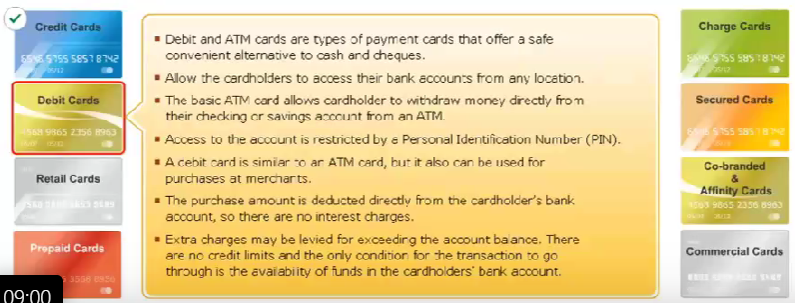 Credit Cards
Debit Cards
4568 9865 2356 8963
Retail Cards
Prepaid Cards
09:00
▪ Debit and ATM cards are types of payment cards that offer a safe
convenient alternative to cash and cheques.
▪ Allow the cardholders to access their bank accounts from any location.
▪ The basic ATM card allows cardholder to withdraw money directly from
their checking or savings account from an ATM.
▪ Access to the account is restricted by a Personal Identification Number (PIN).
▪ A debit card is similar to an ATM card, but it also can be used for
purchases at merchants.
▪ The purchase amount is deducted directly from the cardholder's bank
account, so there are no interest charges.
▪ Extra charges may be levied for exceeding the account balance. There
are no credit limits and the only condition for the transaction to go
through is the availability of funds in the cardholders' bank account.
Charge Cards
Secured Cards
Co-branded
&
Affinity Cards
4563 9865 2356 8963
Commercial Cards